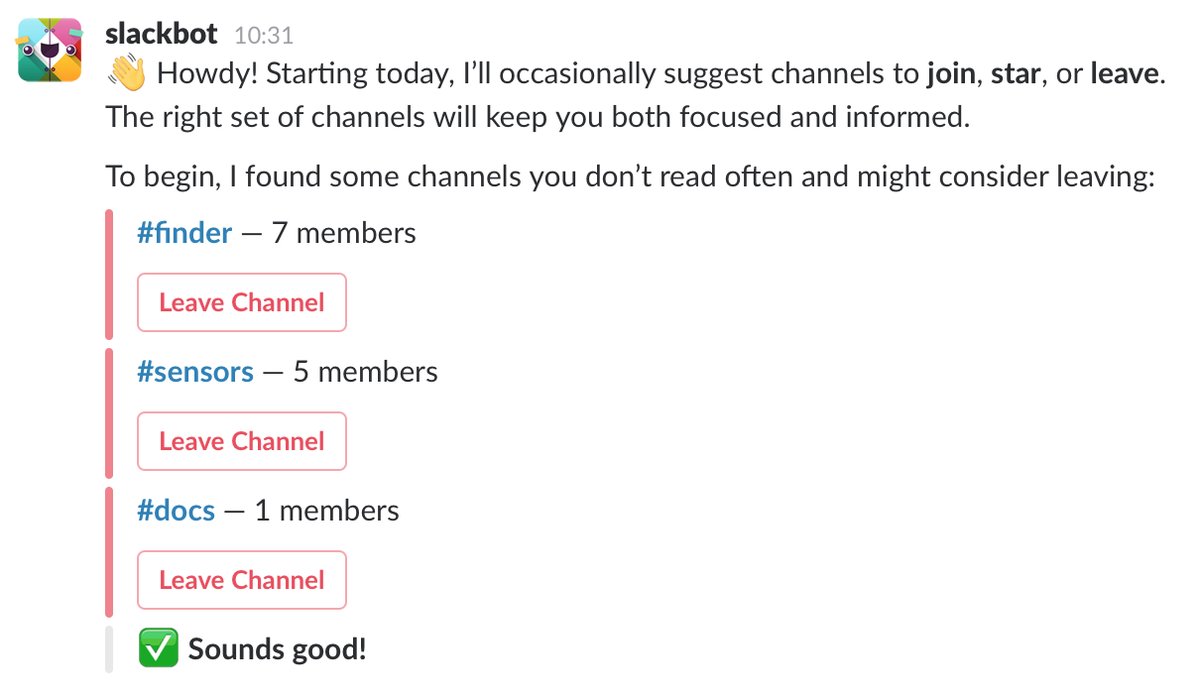 slackbot 10:31
👋 Howdy! Starting today, I’ll occasionally suggest channels to join, star, or leave.
The right set of channels will keep you both focused and informed.
To begin, I found some channels you don’t read often and might consider leaving:
#finder — 7 members
Leave Channel
#sensors — 5 members
Leave Channel
#docs — 1 members
Leave Channel
✅ Sounds good!